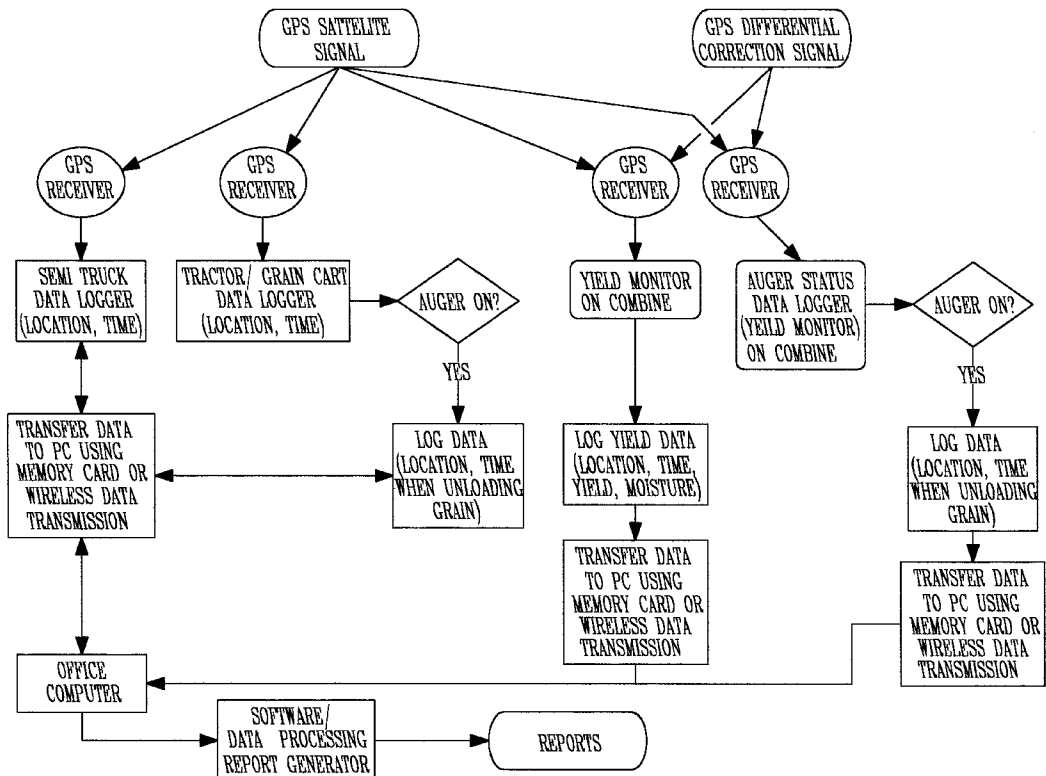 GPS SATTELITE
SIGNAL
GPS DIFFERENTIAL
CORRECTION SIGNAL
GPS
RECEIVER
GPS
RECEIVER
GPS
RECEIVER
GPS
RECEIVER
SEMI TRUCK
DATA LOGGER
(LOCATION, TIME)
TRACTOR/ GRAIN CART
DATA LOGGER
(LOCATION, TIME)
AUGER ON?
YIELD MONITOR
ON COMBINE
AUGER STATUS
DATA LOGGER
(YEILD MONITOR)
ON COMBINE
AUGER ON?
YES
YES
TRANSFER DATA
TO PC USING
MEMORY CARD OR
WIRELESS DATA
TRANSMISSION
LOG DATA
(LOCATION, TIME
WHEN UNLOADING
GRAIN)
LOG YIELD DATA
(LOCATION, TIME,
YIELD, MOISTURE)
LOG DATA
(LOCATION, TIME
WHEN UNLOADING
GRAIN)
TRANSFER DATA
TO PC USING
MEMORY CARD OR
WIRELESS DATA
TRANSMISSION
TRANSFER DATA
TO PC USING
MEMORY CARD OR
WIRELESS DATA
TRANSMISSION
OFFICE
COMPUTER
SOFTWARE/
DATA PROCESSING
REPORT GENERATOR
REPORTS